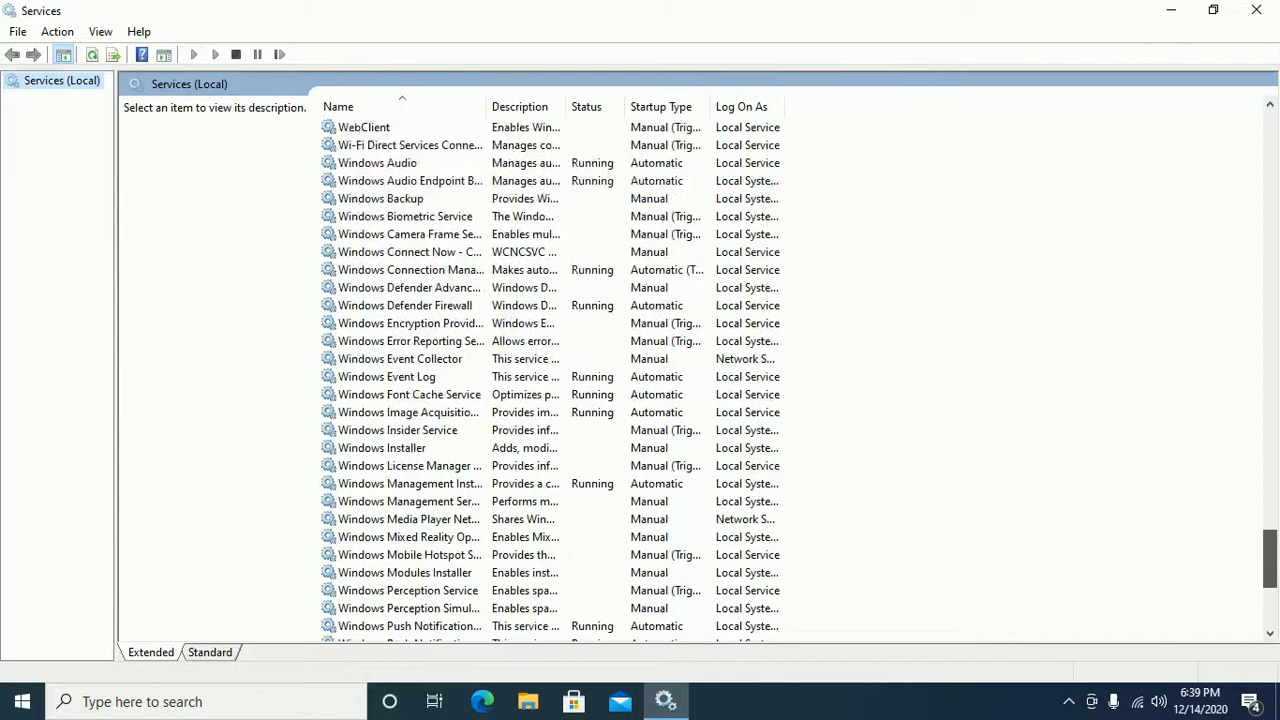 Services
File Action View Help
Services (Local)
Services (Local)
Select an item to view its description.
Name Description Status Startup Type Log On As
WebClient Enables Win... Manual (Trig... Local Service
Wi-Fi Direct Services Conne... Manages co... Manual (Trig... Local Service
Windows Audio Manages au... Running Automatic Local Service
Windows Audio Endpoint B... Manages au... Running Automatic Local Syste...
Windows Backup Provides Wi... Manual Local Syste...
Windows Biometric Service The Windo... Manual (Trig... Local Syste...
Windows Camera Frame Se... Enables mul... Manual (Trig... Local Service
Windows Connect Now - C... WCNCSVC ... Manual Local Service
Windows Connection Mana... Makes auto... Running Automatic (T... Local Service
Windows Defender Advanc... Windows D... Manual Local Syste...
Windows Defender Firewall Windows D... Running Automatic Local Service
Windows Encryption Provid... Windows E... Manual (Trig... Local Service
Windows Error Reporting Se... Allows error... Manual (Trig... Local Syste...
Windows Event Collector This service ... Manual Network S...
Windows Event Log This service ... Running Automatic Local Service
Windows Font Cache Service Optimizes p... Running Automatic Local Service
Windows Image Acquisitio... Provides im... Running Automatic Local Service
Windows Insider Service Provides inf... Manual (Trig... Local Syste...
Windows Installer Adds, modi... Manual Local Syste...
Windows License Manager ... Provides inf... Manual (Trig... Local Service
Windows Management Inst... Provides a c... Running Automatic Local Syste...
Windows Management Ser... Performs m... Manual Local Syste...
Windows Media Player Net... Shares Win... Manual Network S...
Windows Mixed Reality Op... Enables Mix... Manual Local Syste...
Windows Mobile Hotspot S... Provides th... Manual (Trig... Local Service
Windows Modules Installer Enables inst... Manual Local Syste...
Windows Perception Service Enables spa... Manual (Trig... Local Service
Windows Perception Simul... Enables spa... Manual Local Syste...
Windows Push Notification... This service ... Running Automatic Local Syste...
Extended Standard
Type here to search
6:39 PM
12/14/2020
4